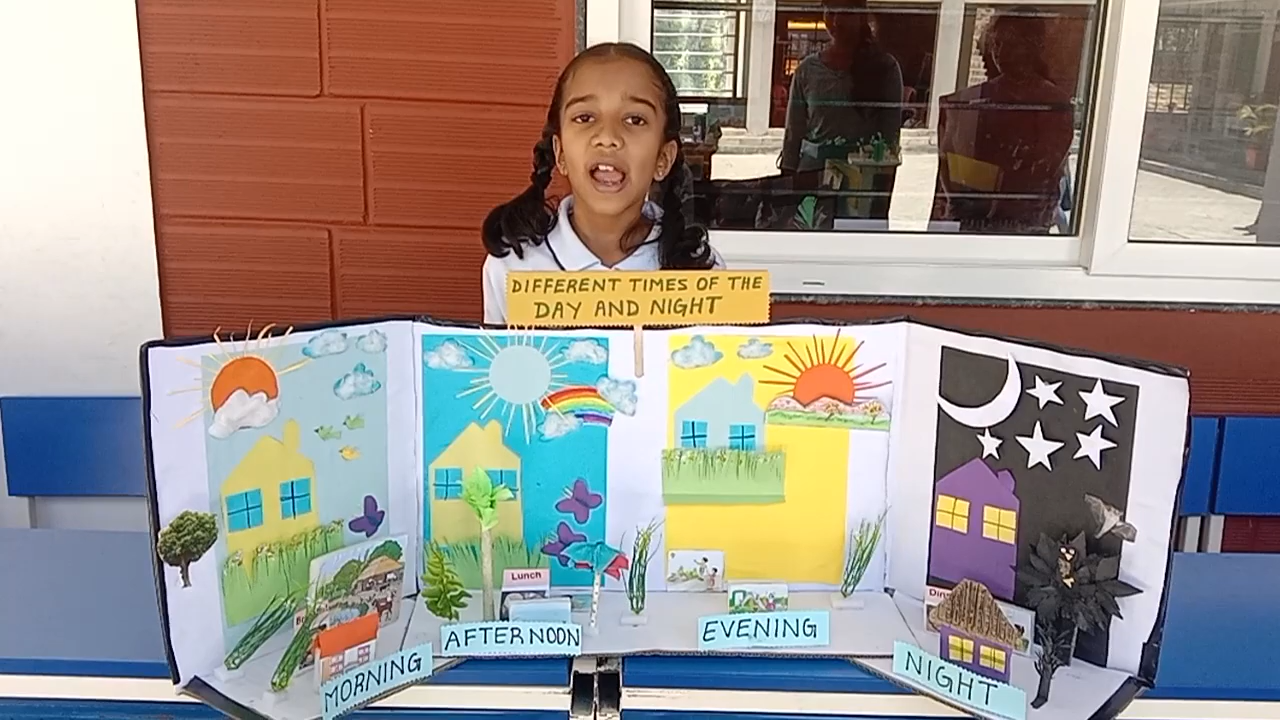 DIFFERENT TIMES OF THE
DAY AND NIGHT
Lunch
MORNING
AFTERNOON
EVENING
NIGHT